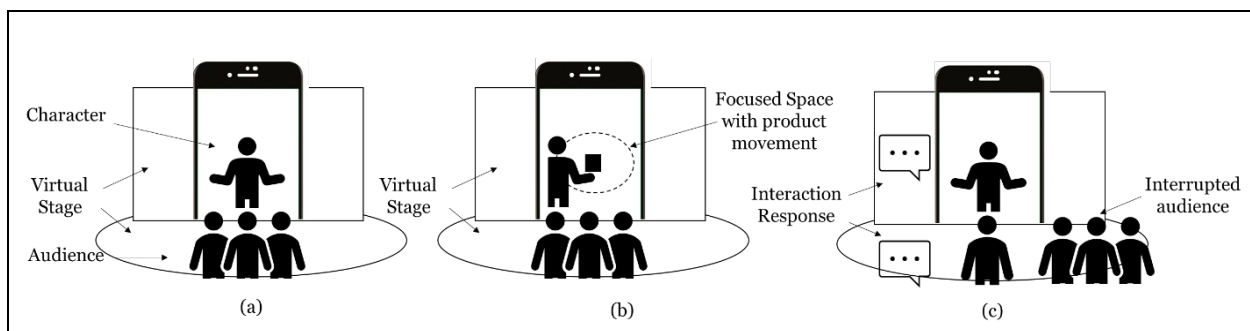 Character
Virtual
Stage
Audience
(a)
Virtual
Stage
Focused Space
with product
movement
(b)
Interaction
Response
Interrupted
audience
(c)